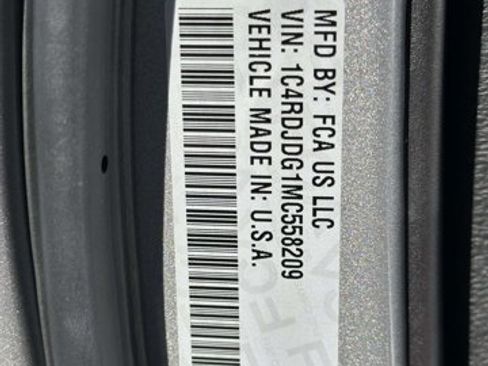 MFD BY: FCA US LLC
VIN: 1C4RDJDG1MC558209
VEHICLE MADE IN: U.S.A.